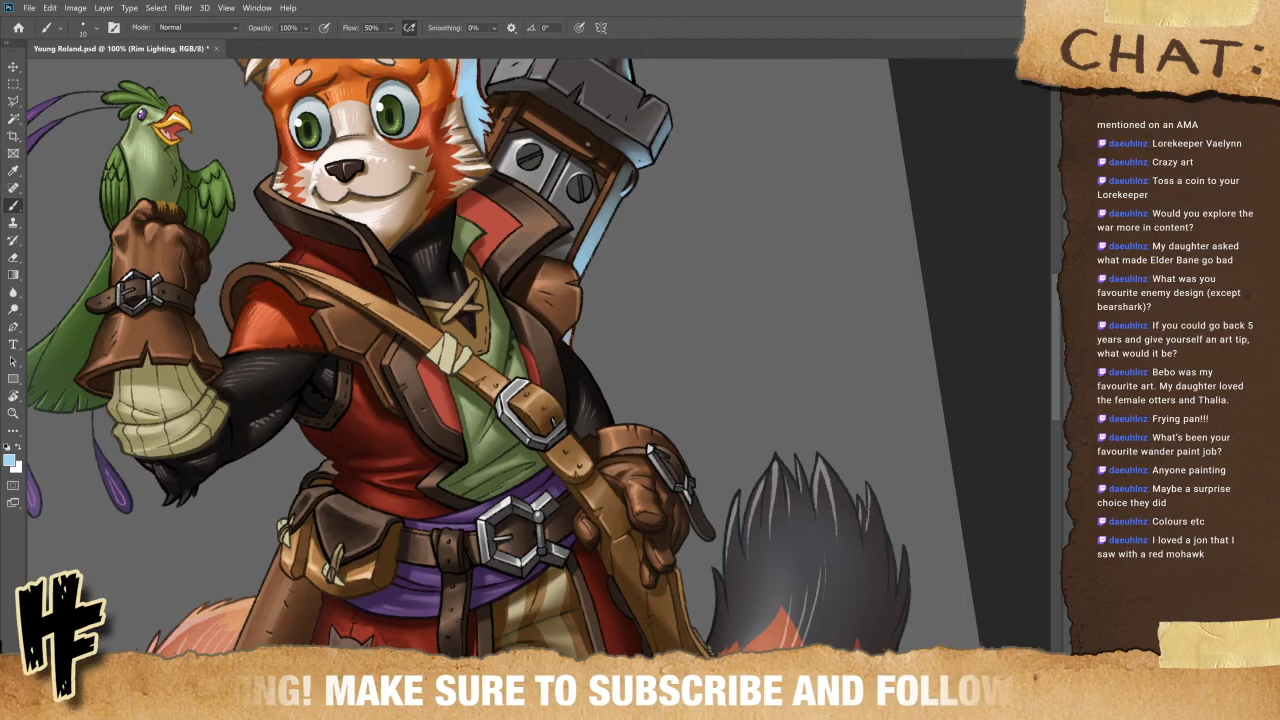 File Edit Image Layer Type Select Filter 3D View Window Help
10 Mode: Normal Opacity: 100% Flow: 50% Smoothing: 0% 0°
Young Roland.psd @ 100% (Rim Lighting, RGB/8) * ×
CHAT:
mentioned on an AMA
daeuhlnz: Lorekeeper Vaelynn
daeuhlnz: Crazy art
daeuhlnz: Toss a coin to your
Lorekeeper
daeuhlnz: Would you explore the
war more in content?
daeuhlnz: My daughter asked
what made Elder Bane go bad
daeuhlnz: What was you
favourite enemy design (except
bearshark)?
daeuhlnz: If you could go back 5
years and give yourself an art tip,
what would it be?
daeuhlnz: Bebo was my
favourite art. My daughter loved
the female otters and Thalia.
daeuhlnz: Frying pan!!!
daeuhlnz: What's been your
favourite wander paint job?
daeuhlnz: Anyone painting
daeuhlnz: Maybe a surprise
choice they did
daeuhlnz: Colours etc
daeuhlnz: I loved a jon that I
saw with a red mohawk
HF
NG! MAKE SURE TO SUBSCRIBE AND FOLLOW